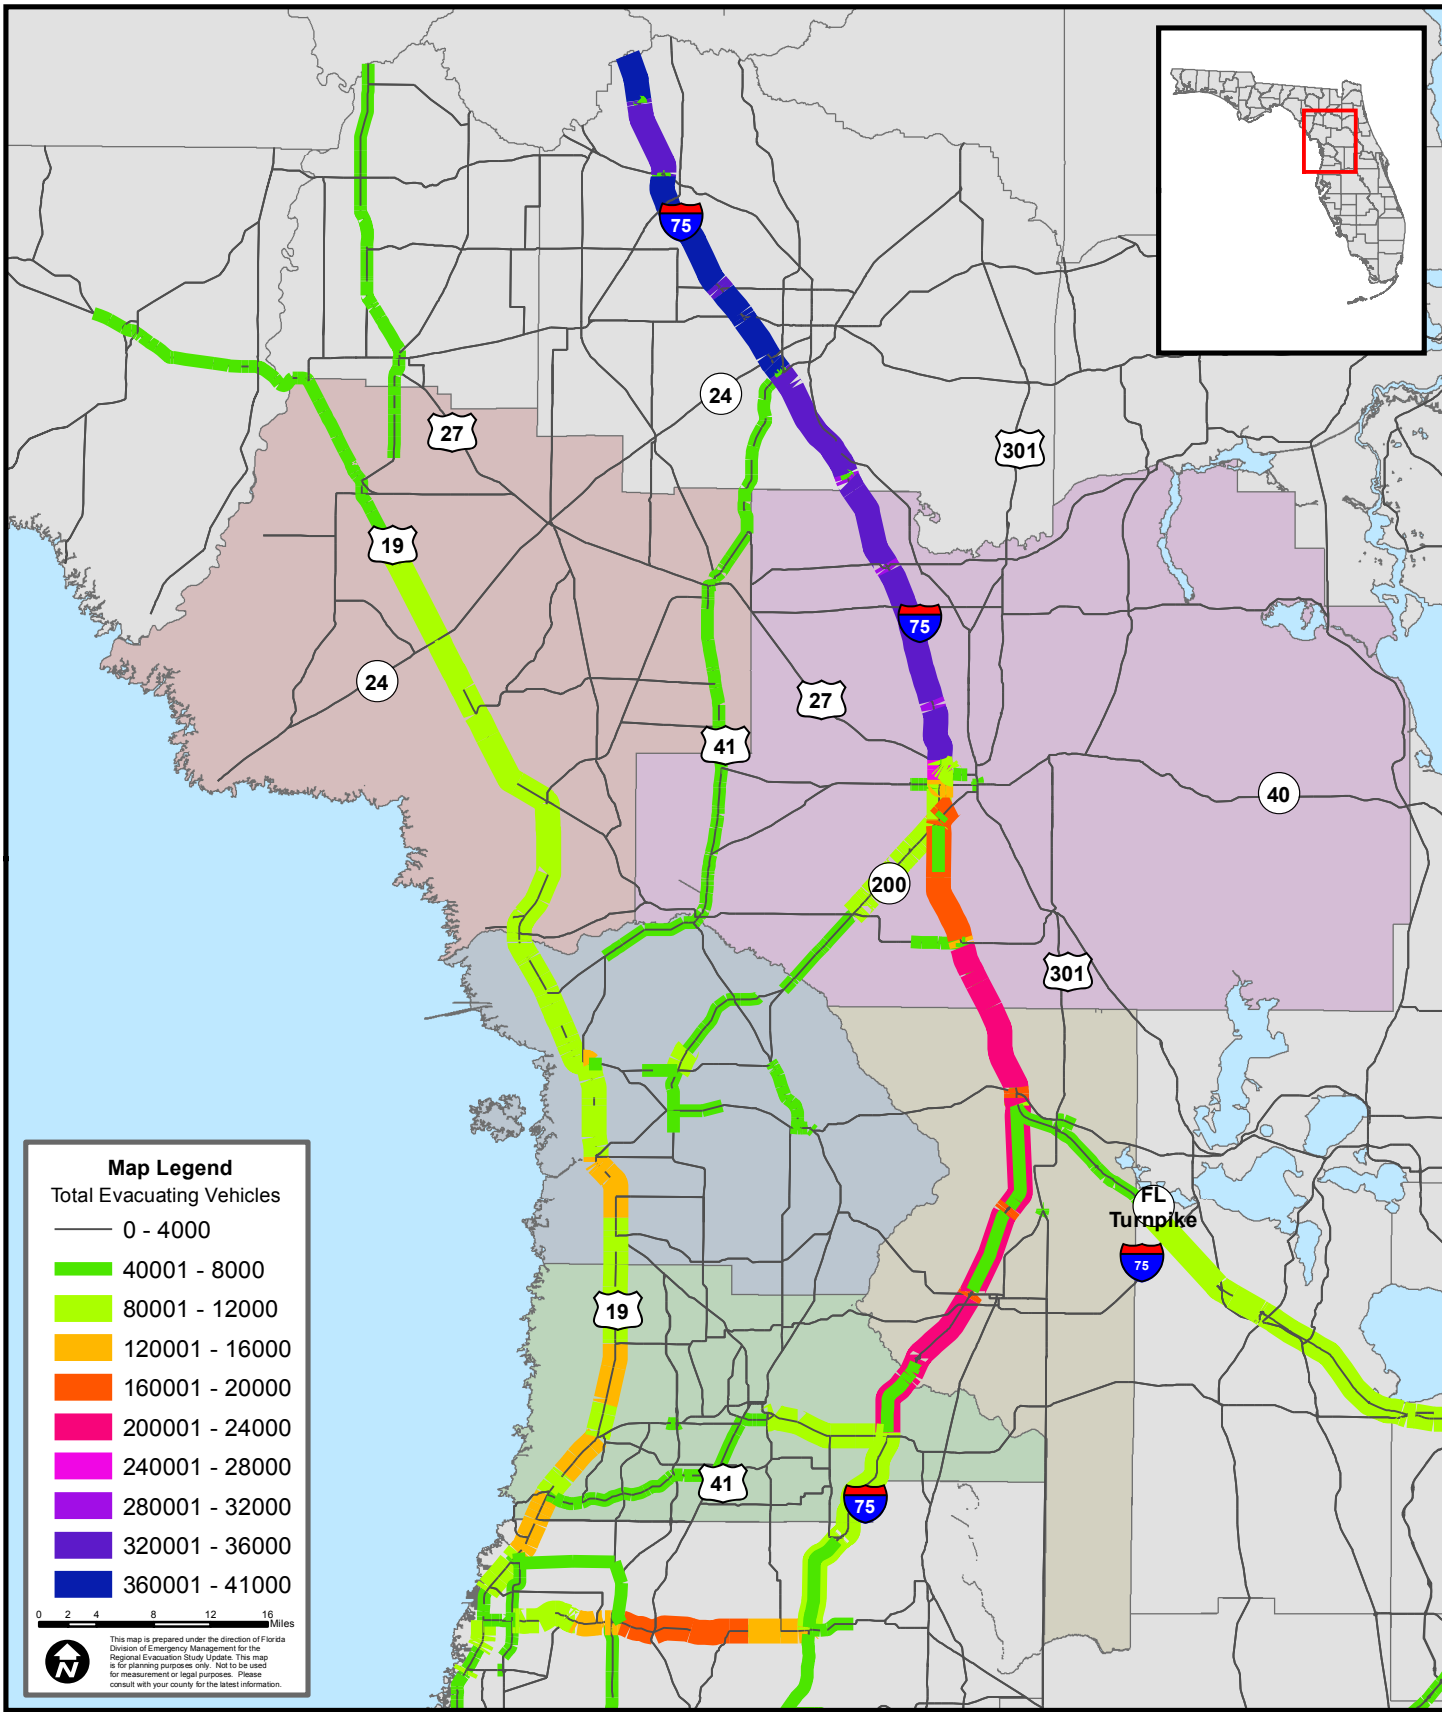 75
24
27
301
19
75
24
27
41
40
200
301
FL
Turnpike
75
19
41
75
Map Legend
Total Evacuating Vehicles
0 - 4000
40001 - 8000
80001 - 12000
120001 - 16000
160001 - 20000
200001 - 24000
240001 - 28000
280001 - 32000
320001 - 36000
360001 - 41000
0 2 4 8 12 16
Miles
N
This map is prepared under the direction of Florida
Division of Emergency Management for the
Regional Evacuation Study Update. This map
is for planning purposes only. Not to be used
for measurement or legal purposes. Please
consult with your county for the latest information.